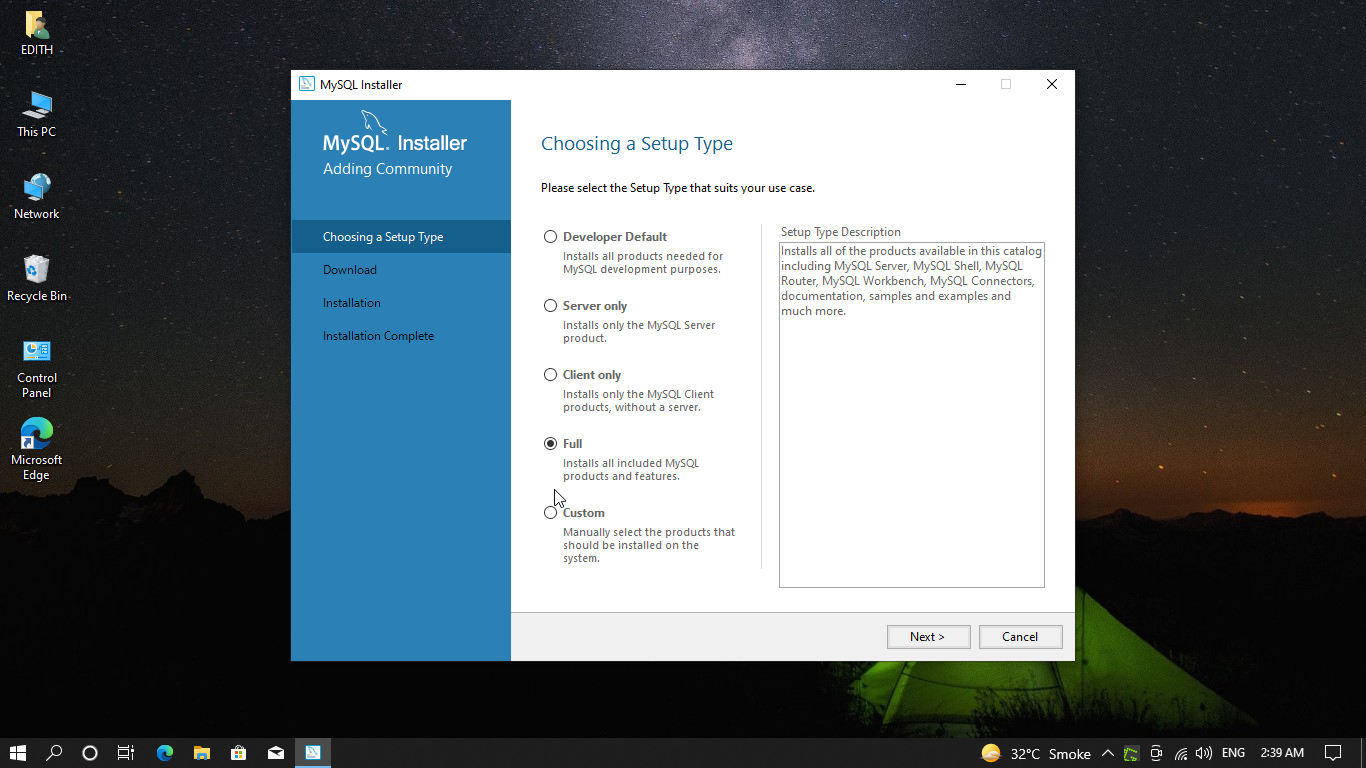 EDITH
This PC
Network
Recycle Bin
Control
Panel
Microsoft
Edge
MySQL Installer
MySQL. Installer
Adding Community
Choosing a Setup Type
Download
Installation
Installation Complete
Choosing a Setup Type
Please select the Setup Type that suits your use case.
Developer Default
Installs all products needed for
MySQL development purposes.
Server only
Installs only the MySQL Server
product.
Client only
Installs only the MySQL Client
products, without a server.
Full
Installs all included MySQL
products and features.
Custom
Manually select the products that
should be installed on the
system.
Setup Type Description
Installs all of the products available in this catalog
including MySQL Server, MySQL Shell, MySQL
Router, MySQL Workbench, MySQL Connectors,
documentation, samples and examples and
much more.
Next >
Cancel
32°C Smoke
ENG
2:39 AM